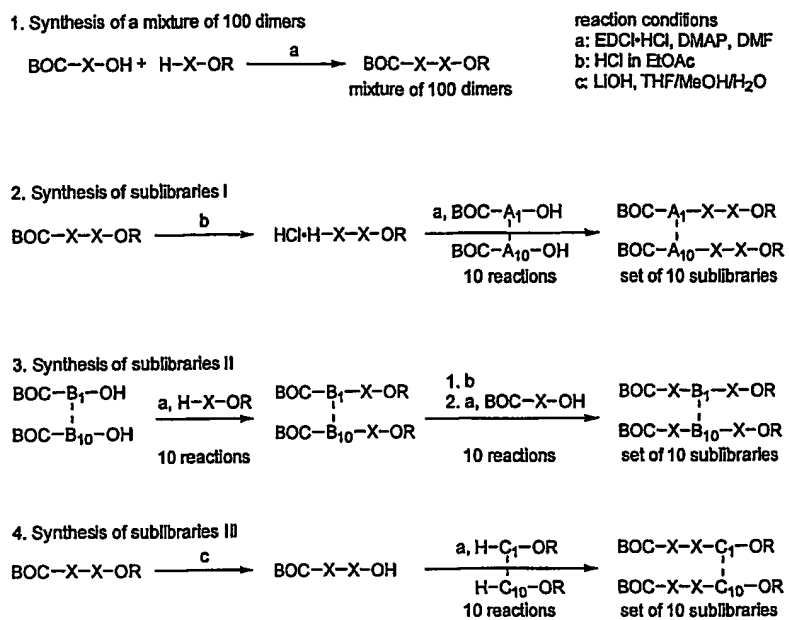 1. Synthesis of a mixture of 100 dimers
BOC–X–OH + H–X–OR a BOC–X–X–OR
mixture of 100 dimers
reaction conditions
a: EDCI•HCl, DMAP, DMF
b: HCl in EtOAc
c: LiOH, THF/MeOH/H₂O
2. Synthesis of sublibraries I
BOC–X–X–OR b HCl•H–X–X–OR a, BOC–A₁–OH BOC–A₁–X–X–OR
BOC–A₁₀–OH BOC–A₁₀–X–X–OR
10 reactions set of 10 sublibraries
3. Synthesis of sublibraries II
BOC–B₁–OH a, H–X–OR BOC–B₁–X–OR 1. b BOC–X–B₁–X–OR
2. a, BOC–X–OH
BOC–B₁₀–OH BOC–B₁₀–X–OR BOC–X–B₁₀–X–OR
10 reactions 10 reactions set of 10 sublibraries
4. Synthesis of sublibraries III
BOC–X–X–OR c BOC–X–X–OH a, H–C₁–OR BOC–X–X–C₁–OR
H–C₁₀–OR BOC–X–X–C₁₀–OR
10 reactions set of 10 sublibraries